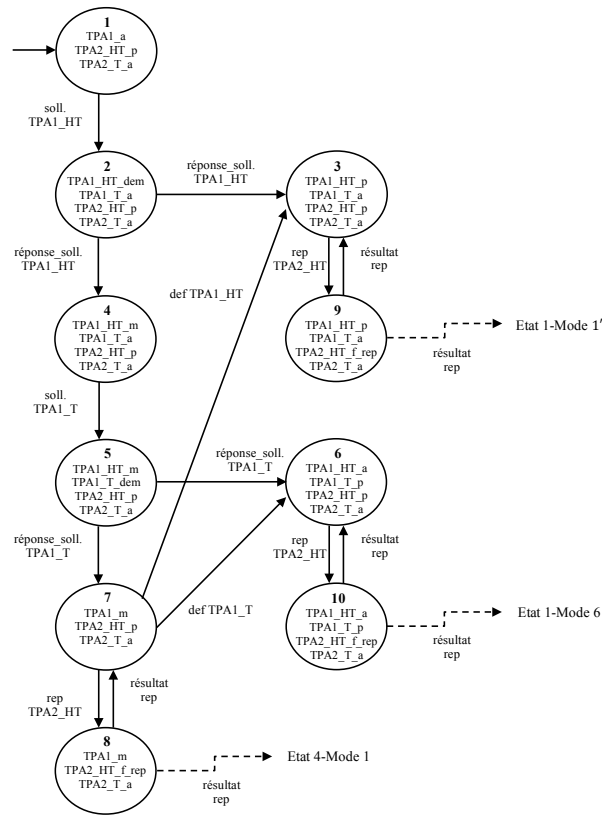 1
TPA1_a
TPA2_HT_p
TPA2_T_a
soll.
TPA1_HT
2
TPA1_HT_dem
TPA1_T_a
TPA2_HT_p
TPA2_T_a
réponse_soll.
TPA1_HT
3
TPA1_HT_p
TPA1_T_a
TPA2_HT_p
TPA2_T_a
réponse_soll.
TPA1_HT
def TPA1_HT
rep
TPA2_HT
résultat
rep
4
TPA1_HT_m
TPA1_T_a
TPA2_HT_p
TPA2_T_a
9
TPA1_HT_p
TPA1_T_a
TPA2_HT_f_rep
TPA2_T_a
Etat 1-Mode 1'
résultat
rep
soll.
TPA1_T
5
TPA1_HT_m
TPA1_T_dem
TPA2_HT_p
TPA2_T_a
réponse_soll.
TPA1_T
6
TPA1_HT_a
TPA1_T_p
TPA2_HT_p
TPA2_T_a
réponse_soll.
TPA1_T
rep
TPA2_HT
résultat
rep
7
TPA1_m
TPA2_HT_p
TPA2_T_a
def TPA1_T
10
TPA1_HT_a
TPA1_T_p
TPA2_HT_f_rep
TPA2_T_a
Etat 1-Mode 6
résultat
rep
rep
TPA2_HT
résultat
rep
8
TPA1_m
TPA2_HT_f_rep
TPA2_T_a
Etat 4-Mode 1
résultat
rep